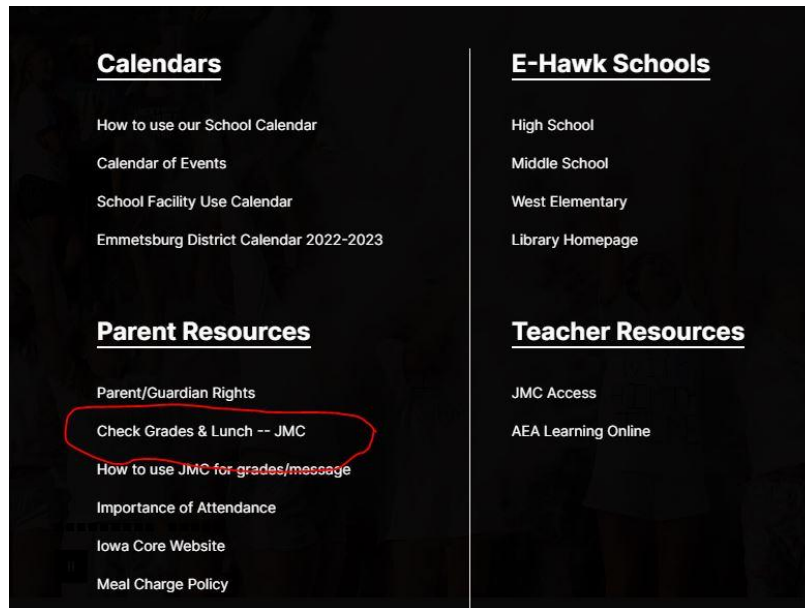 Calendars
How to use our School Calendar
Calendar of Events
School Facility Use Calendar
Emmetsburg District Calendar 2022-2023
E-Hawk Schools
High School
Middle School
West Elementary
Library Homepage
Parent Resources
Parent/Guardian Rights
Check Grades & Lunch -- JMC
How to use JMC for grades/message
Importance of Attendance
Iowa Core Website
Meal Charge Policy
Teacher Resources
JMC Access
AEA Learning Online